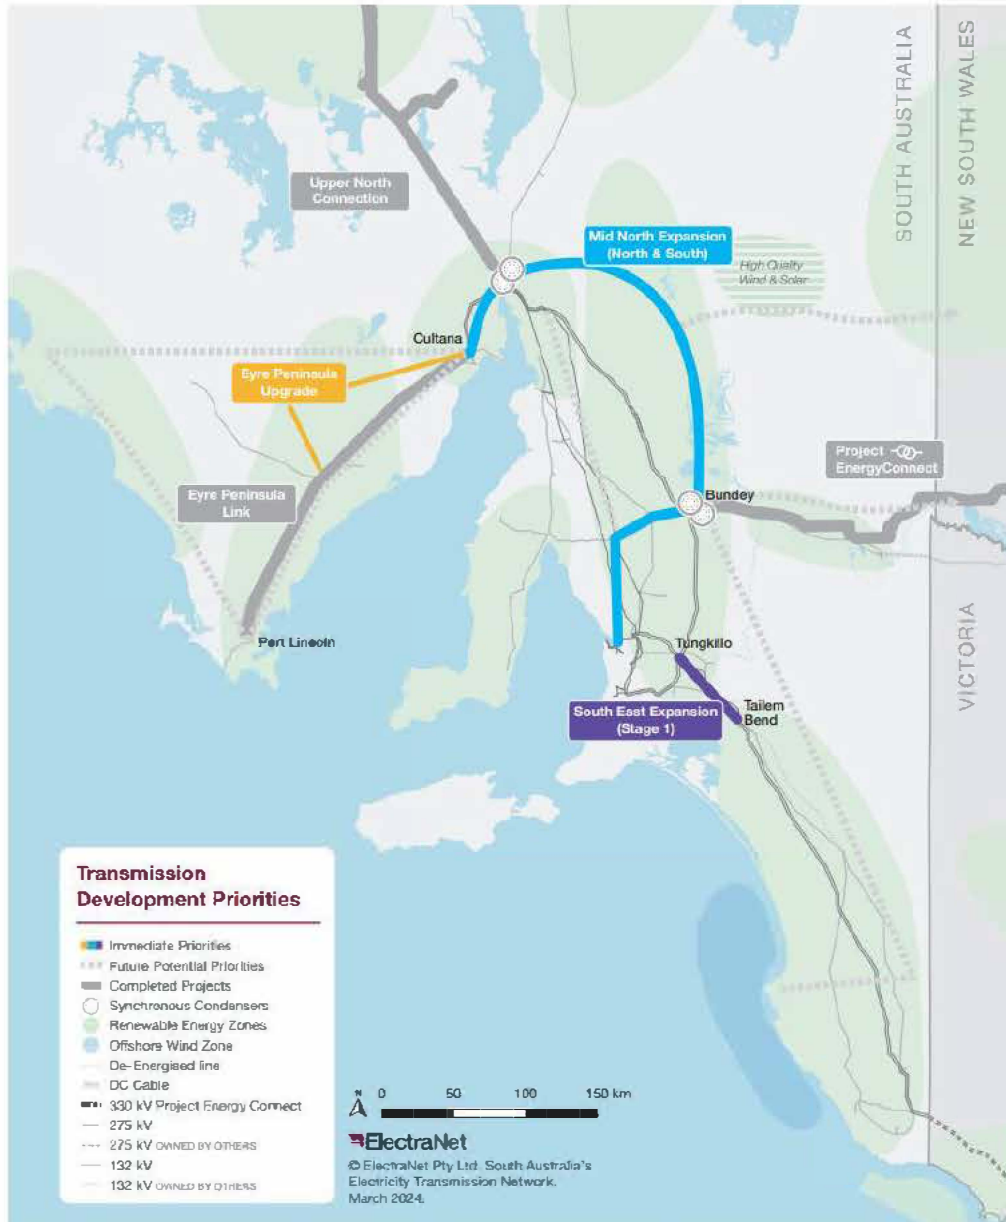 SOUTH AUSTRALIA
NEW SOUTH WALES
Upper North
Connection
Mid North Expansion
(North & South)
High Quality
Wind & Solar
Cultana
Eyre Peninsula
Upgrade
Project
EnergyConnect
Eyre Peninsula
Link
Bundey
VICTORIA
Port Lincoln
Tungkillo
South East Expansion
(Stage 1)
Tailem
Bend
Transmission
Development Priorities
Immediate Priorities
Future Potential Priorities
Completed Projects
Synchronous Condensers
Renewable Energy Zones
Offshore Wind Zone
De-Energised line
DC Cable
330 kV Project Energy Connect
275 kV
275 kV OWNED BY OTHERS
132 kV
132 kV OWNED BY OTHERS
N
0 50 100 150 km
ElectraNet
© ElectraNet Pty Ltd. South Australia's
Electricity Transmission Network.
March 2024.